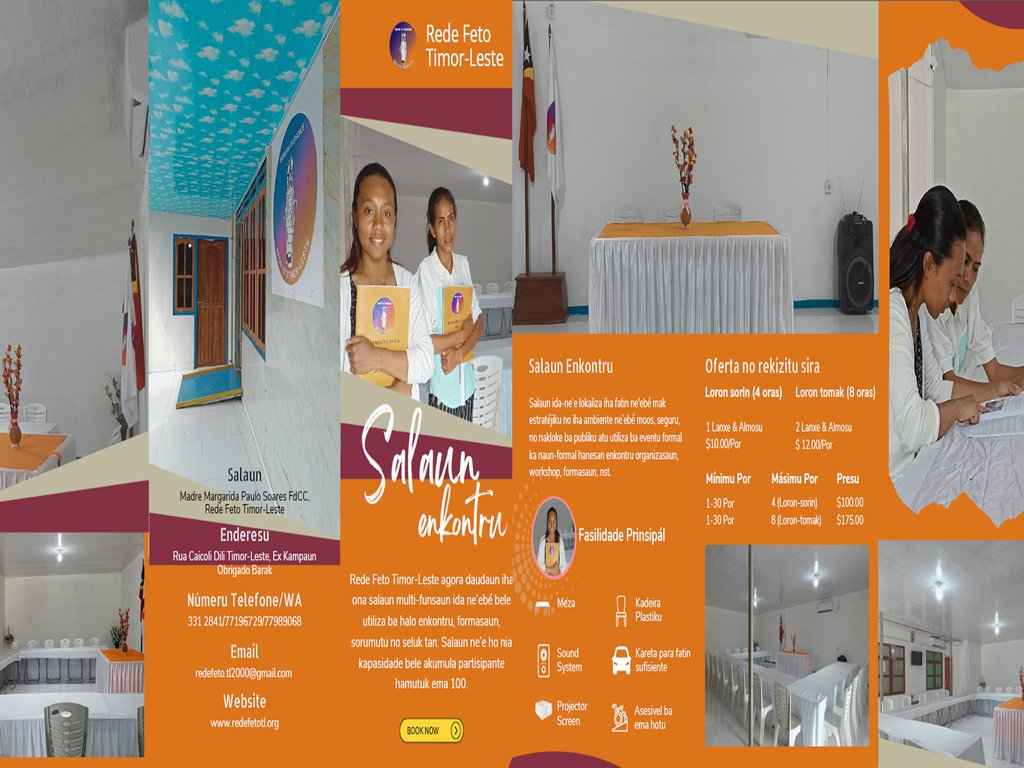 Rede Feto
Timor-Leste
Salaun
Madre Margarida Paulo Soares FdCC,
Rede Feto Timor-Leste
Enderesu
Rua Caicoli Dili Timor-Leste, Ex Kampaun
Obrigado Barak
Númeru Telefone/WA
331 2841/77196729/77989068
Email
redefeto.tl2000@gmail.com
Website
www.redefetotl.org
Salaun
enkontru
Rede Feto Timor-Leste agora daudaun iha
ona salaun multi-funsaun ida ne'ebé bele
utiliza ba halo enkontru, formasaun,
sorumutu no seluk tan. Salaun ne'e ho nia
kapasidade bele akumula partisipante
hamutuk ema 100.
BOOK NOW
Salaun Enkontru
Salaun ida-ne'e lokaliza iha fatin ne'ebé mak
estratéjiku no iha ambiente ne'ebé moos, seguru,
no nakloke ba publiku atu utiliza ba eventu formal
ka naun-formal hanesan enkontru organizasaun,
workshop, formasaun, nst.
Fasilidade Prinsipál
Meza
Kadeira
Plastiku
Sound
System
Kareta para fatin
sufisiente
Projector
Screen
Asesível ba
ema hotu
Oferta no rekizitu sira
Loron sorin (4 oras) Loron tomak (8 oras)
1 Lanxe & Almosu 2 Lanxe & Almosu
$10.00/Por $ 12.00/Por
Mínimu Por Másimu Por Presu
1-30 Por 4 (Loron-sorin) $100.00
1-30 Por 8 (Loron-tomak) $175.00